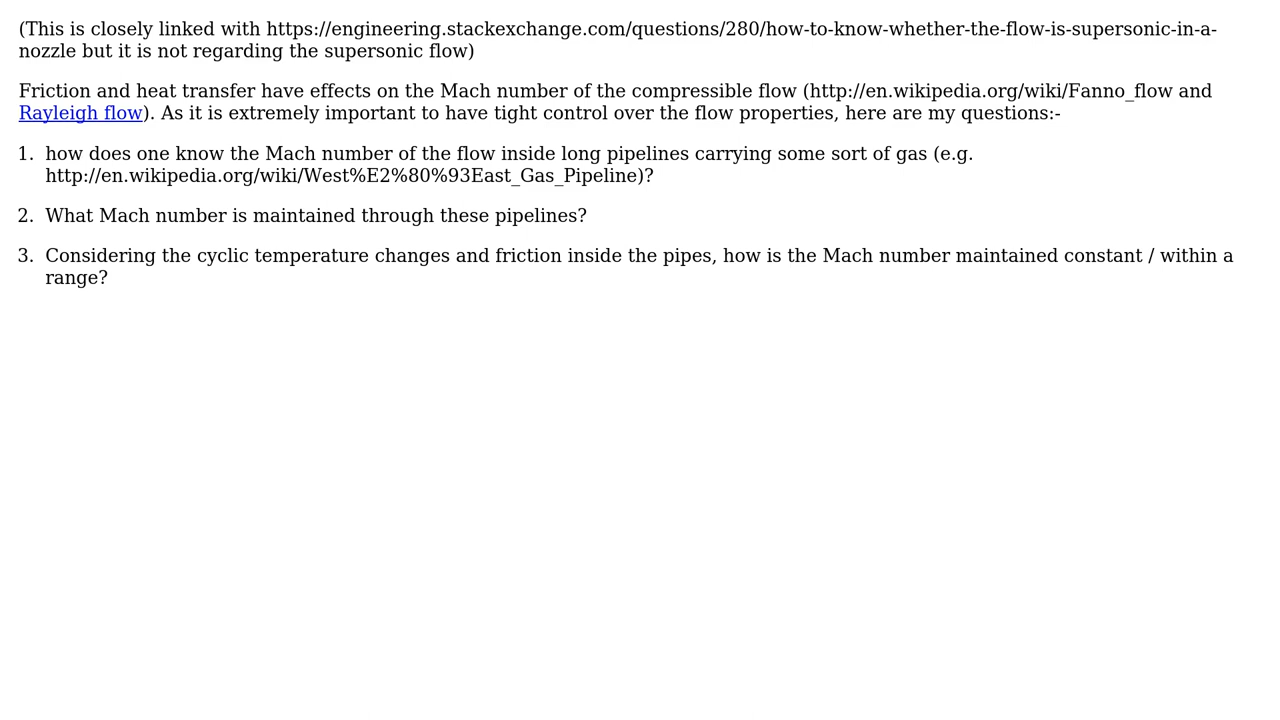 (This is closely linked with https://engineering.stackexchange.com/questions/280/how-to-know-whether-the-flow-is-supersonic-in-a-
nozzle but it is not regarding the supersonic flow)
Friction and heat transfer have effects on the Mach number of the compressible flow (http://en.wikipedia.org/wiki/Fanno_flow and
Rayleigh flow). As it is extremely important to have tight control over the flow properties, here are my questions:-
1. how does one know the Mach number of the flow inside long pipelines carrying some sort of gas (e.g.
http://en.wikipedia.org/wiki/West%E2%80%93East_Gas_Pipeline)?
2. What Mach number is maintained through these pipelines?
3. Considering the cyclic temperature changes and friction inside the pipes, how is the Mach number maintained constant / within a
range?